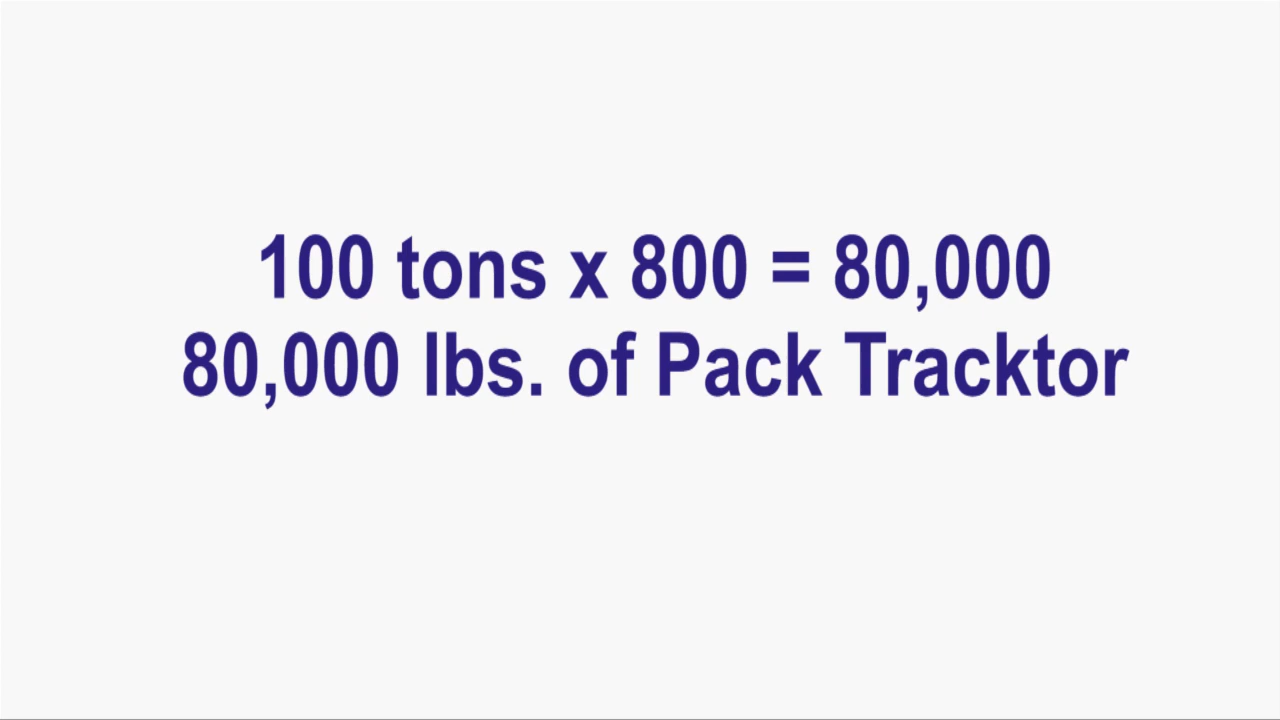 100 tons x 800 = 80,000
80,000 lbs. of Pack Tracktor